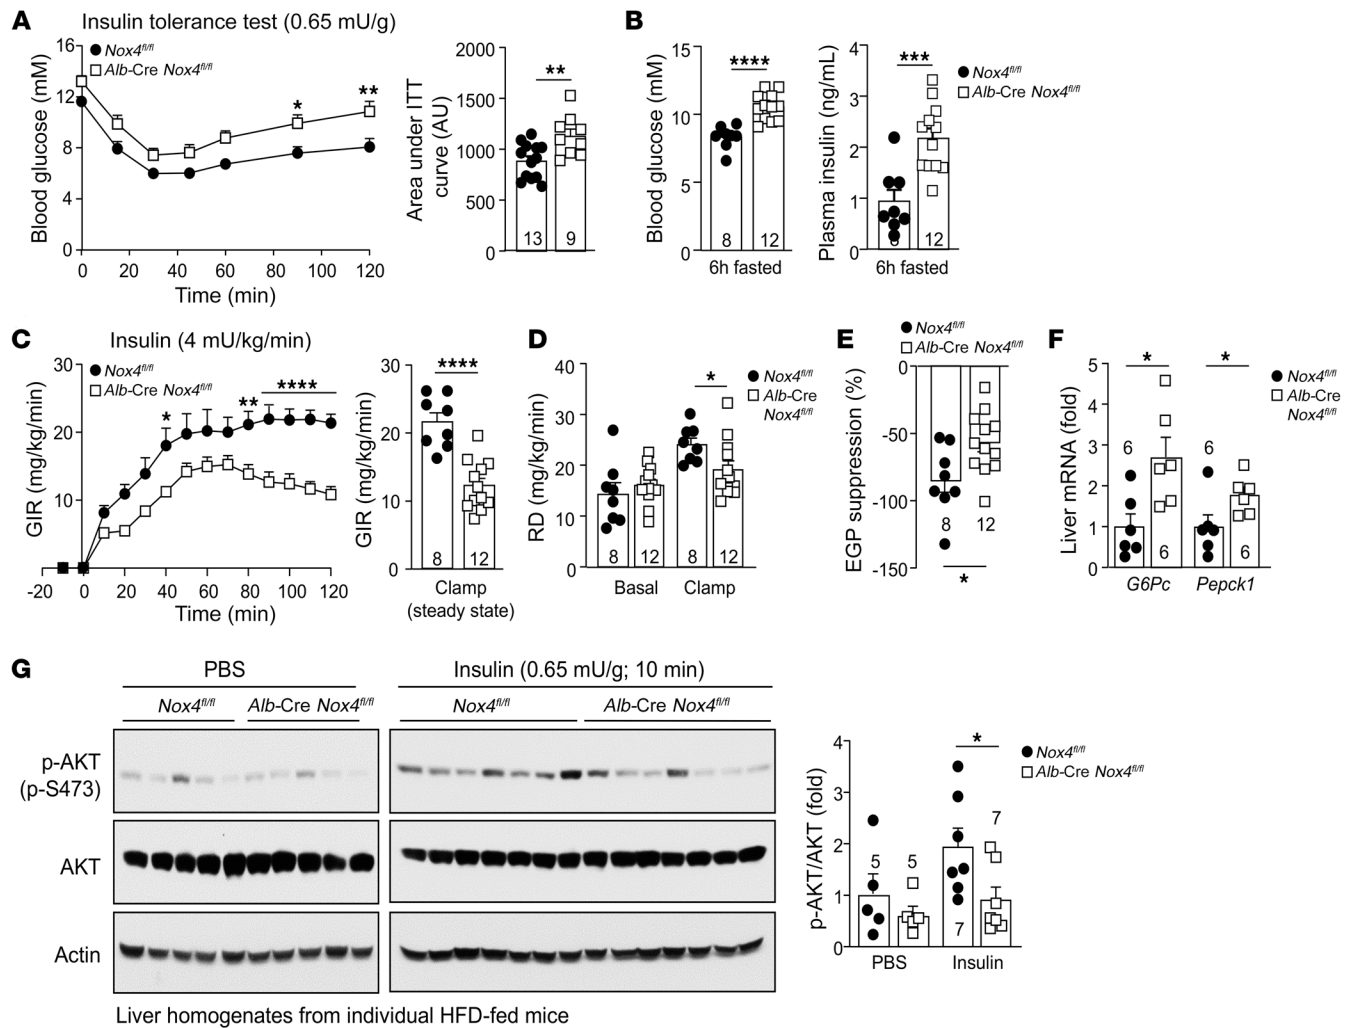 A
Insulin tolerance test (0.65 mU/g)
Nox4fl/fl
Alb-Cre Nox4fl/fl
Blood glucose (mM)
16
12
8
4
0
* **
0 20 40 60 80 100 120
Time (min)
Area under ITT
curve (AU)
2000
1500
1000
500
0
**
13 9
B
Blood glucose (mM)
15
10
5
0
****
8 12
6h fasted
Plasma insulin (ng/mL)
4
3
2
1
0
***
12
6h fasted
Nox4fl/fl
Alb-Cre Nox4fl/fl
C
Insulin (4 mU/kg/min)
Nox4fl/fl
Alb-Cre Nox4fl/fl
GIR (mg/kg/min)
30
20
10
* ** ****
-20 0 20 40 60 80 100 120
Time (min)
GIR (mg/kg/min)
30
20
10
0
****
8 12
Clamp
(steady state)
D
RD (mg/kg/min)
40
30
20
10
0
*
8 12 8 12
Basal Clamp
Nox4fl/fl
Alb-Cre
Nox4fl/fl
E
Nox4fl/fl
Alb-Cre Nox4fl/fl
EGP suppression (%)
0
-50
-100
-150
8 12
*
F
Liver mRNA (fold)
5
4
3
2
1
0
* *
6 6
6 6
G6Pc Pepck1
Nox4fl/fl
Alb-Cre
Nox4fl/fl
G
PBS
Insulin (0.65 mU/g; 10 min)
Nox4fl/fl Alb-Cre Nox4fl/fl
Nox4fl/fl Alb-Cre Nox4fl/fl
p-AKT
(p-S473)
AKT
Actin
Liver homogenates from individual HFD-fed mice
p-AKT/AKT (fold)
4
3
2
1
0
*
5 5 7 7
PBS Insulin
Nox4fl/fl
Alb-Cre Nox4fl/fl